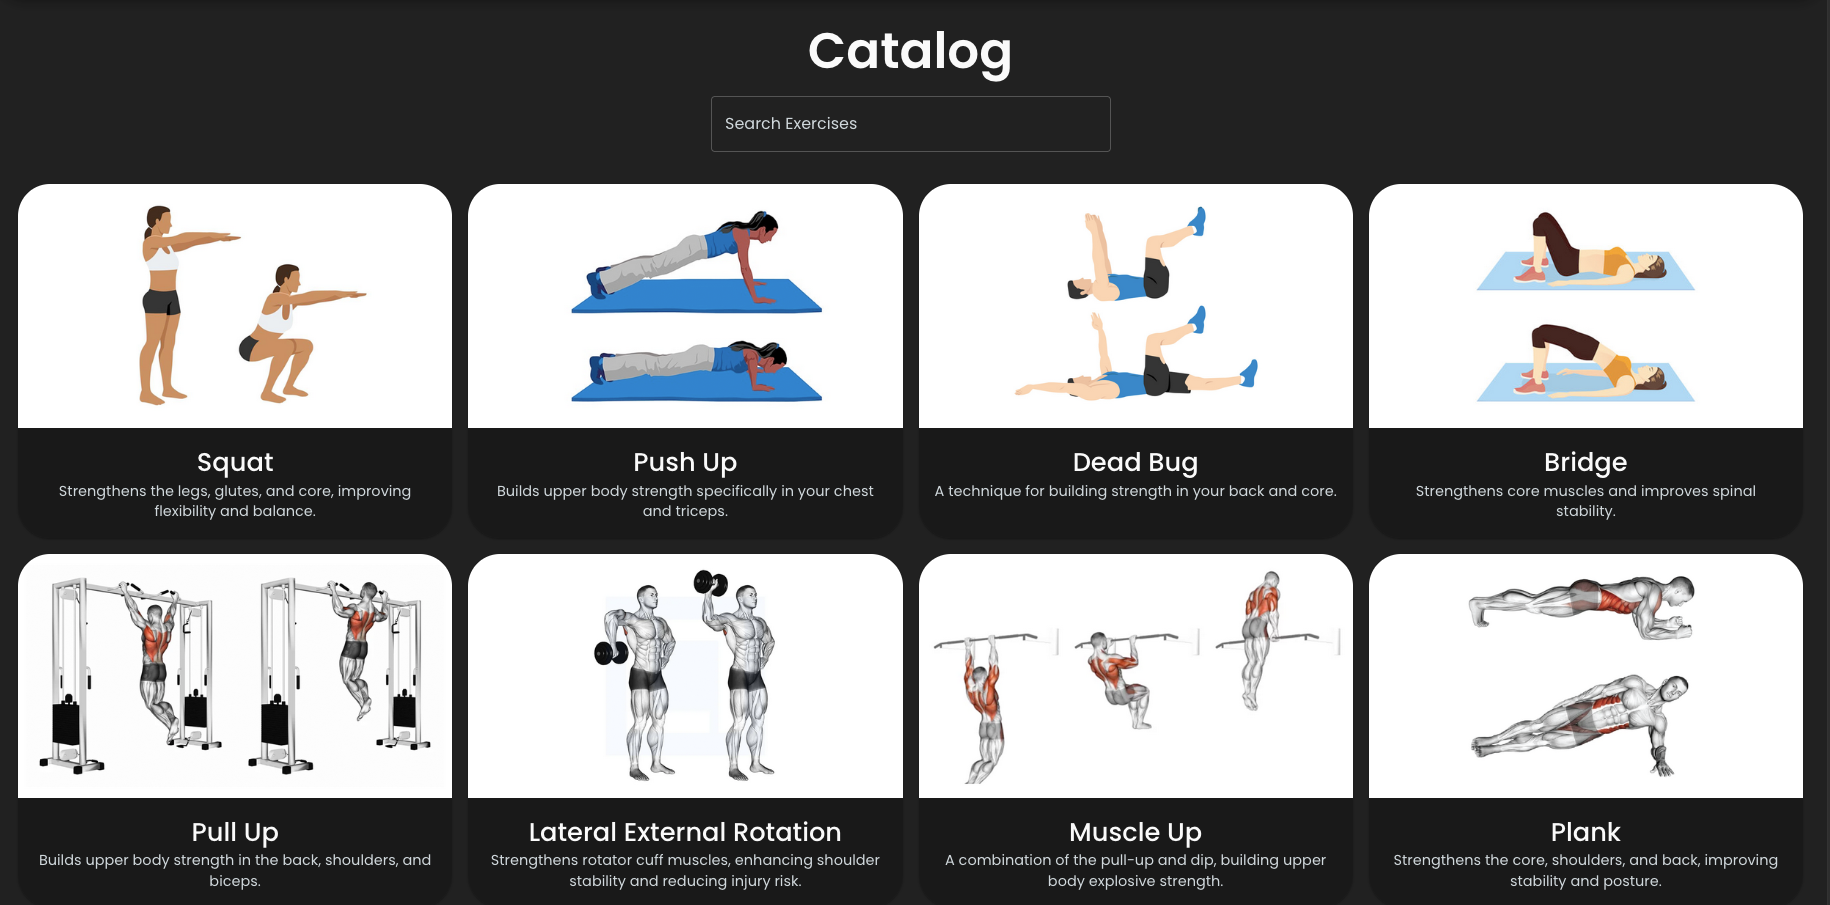 Catalog
Search Exercises
Squat
Strengthens the legs, glutes, and core, improving
flexibility and balance.
Push Up
Builds upper body strength specifically in your chest
and triceps.
Dead Bug
A technique for building strength in your back and core.
Bridge
Strengthens core muscles and improves spinal
stability.
Pull Up
Builds upper body strength in the back, shoulders, and
biceps.
Lateral External Rotation
Strengthens rotator cuff muscles, enhancing shoulder
stability and reducing injury risk.
Muscle Up
A combination of the pull-up and dip, building upper
body explosive strength.
Plank
Strengthens the core, shoulders, and back, improving
stability and posture.